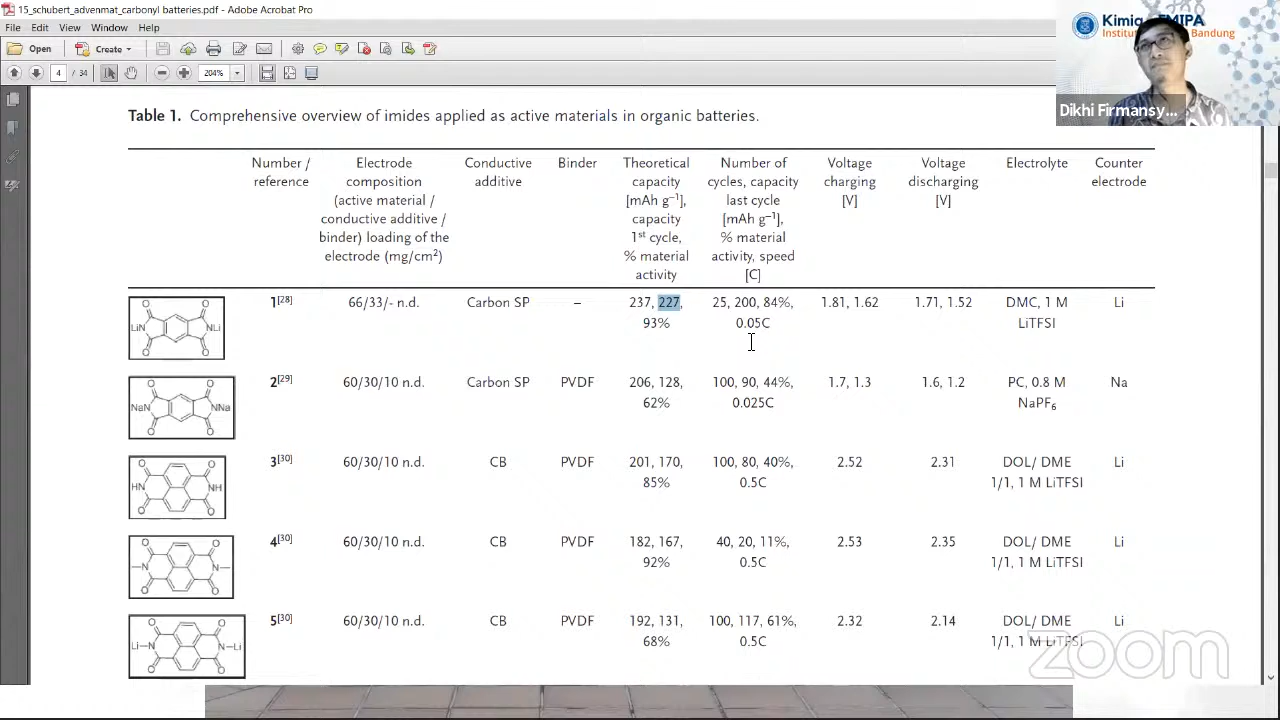 15_schubert_advenmat_carbonyl batteries.pdf - Adobe Acrobat Pro
File Edit View Window Help
Open Create
4 / 34 204%
Kimia FMIPA
Institut Bandung
Dikhi Firmansy...
Table 1. Comprehensive overview of imides applied as active materials in organic batteries.
Number / Electrode Conductive Binder Theoretical Number of Voltage Voltage Electrolyte Counter
reference composition additive capacity cycles, capacity charging discharging electrode
(active material / [mAh g⁻¹], last cycle [V] [V]
conductive additive / capacity [mAh g⁻¹],
binder) loading of the 1st cycle, % material
electrode (mg/cm²) % material activity, speed
activity [C]
1[28] 66/33/- n.d. Carbon SP – 237, 227, 25, 200, 84%, 1.81, 1.62 1.71, 1.52 DMC, 1 M Li
93% 0.05C LiTFSI
O O
LiN NLi
O O
2[29] 60/30/10 n.d. Carbon SP PVDF 206, 128, 100, 90, 44%, 1.7, 1.3 1.6, 1.2 PC, 0.8 M Na
62% 0.025C NaPF₆
O O
NaN NNa
O O
3[30] 60/30/10 n.d. CB PVDF 201, 170, 100, 80, 40%, 2.52 2.31 DOL/ DME Li
85% 0.5C 1/1, 1 M LiTFSI
O O
HN NH
O O
4[30] 60/30/10 n.d. CB PVDF 182, 167, 40, 20, 11%, 2.53 2.35 DOL/ DME Li
92% 0.5C 1/1, 1 M LiTFSI
O O
N N
O O
5[30] 60/30/10 n.d. CB PVDF 192, 131, 100, 117, 61%, 2.32 2.14 DOL/ DME Li
68% 0.5C 1/1, 1 M LiTFSI
O O
Li N N Li
O O
zoom